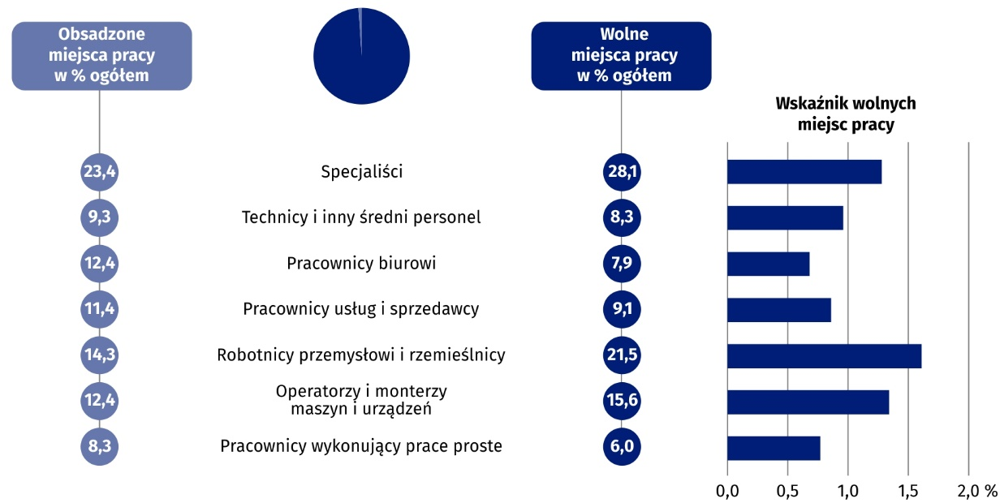 Obsadzone
miejsca pracy
w % ogółem
Wolne
miejsca pracy
w % ogółem
Wskaźnik wolnych
miejsc pracy
23,4 Specjaliści 28,1
9,3 Technicy i inny średni personel 8,3
12,4 Pracownicy biurowi 7,9
11,4 Pracownicy usług i sprzedawcy 9,1
14,3 Robotnicy przemysłowi i rzemieślnicy 21,5
12,4 Operatorzy i monterzy
maszyn i urządzeń 15,6
8,3 Pracownicy wykonujący prace proste 6,0
0,0 0,5 1,0 1,5 2,0 %